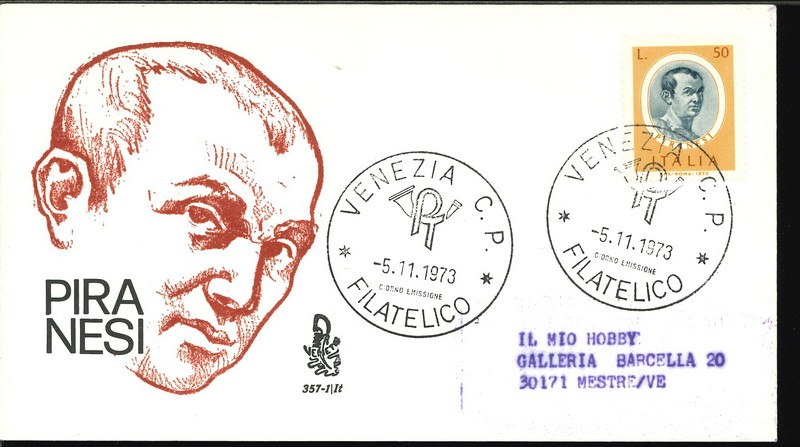 PIRA
NESI
357-1|It
VENEZIA C.P.
-5.11.1973
GIORNO EMISSIONE
FILATELICO
L. 50
ITALIA
VENEZIA C.P.
-5.11.1973
GIORNO EMISSIONE
FILATELICO
IL MIO HOBBY
GALLERIA BARCELLA 20
30171 MESTRE/VE